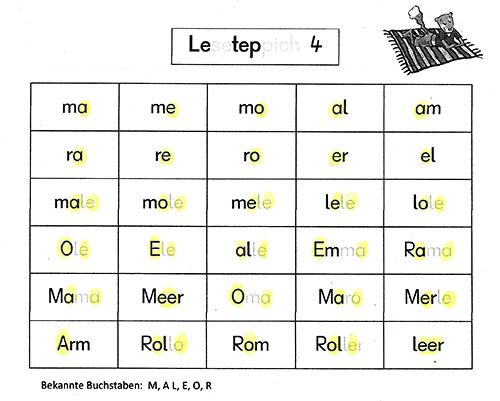 Leseteppich 4
ma me mo al am
ra re ro er el
male mole mele lele lole
Ole Ele alle Emma Rama
Mama Meer Oma Maro Merle
Arm Rollo Rom Roller leer
Bekannte Buchstaben: M, A L, E, O, R